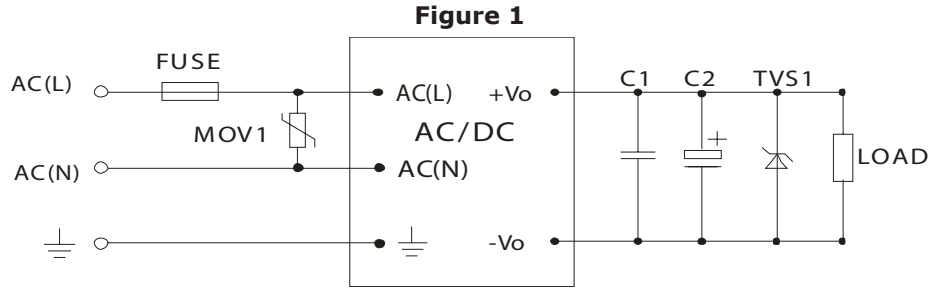 Figure 1
FUSE
AC(L)
MOV1
AC(N)
AC(L)
+Vo
AC/DC
AC(N)
-Vo
C1
C2
TVS1
+
LOAD